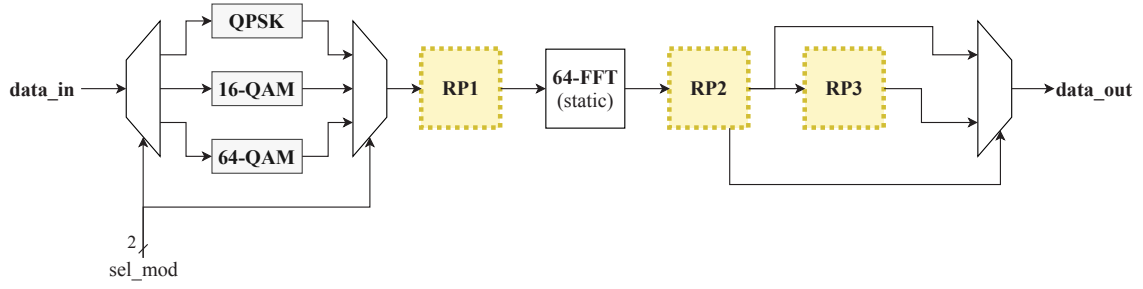 QPSK
data_in
16-QAM
64-QAM
2
sel_mod
RP1
64-FFT
(static)
RP2
RP3
data_out